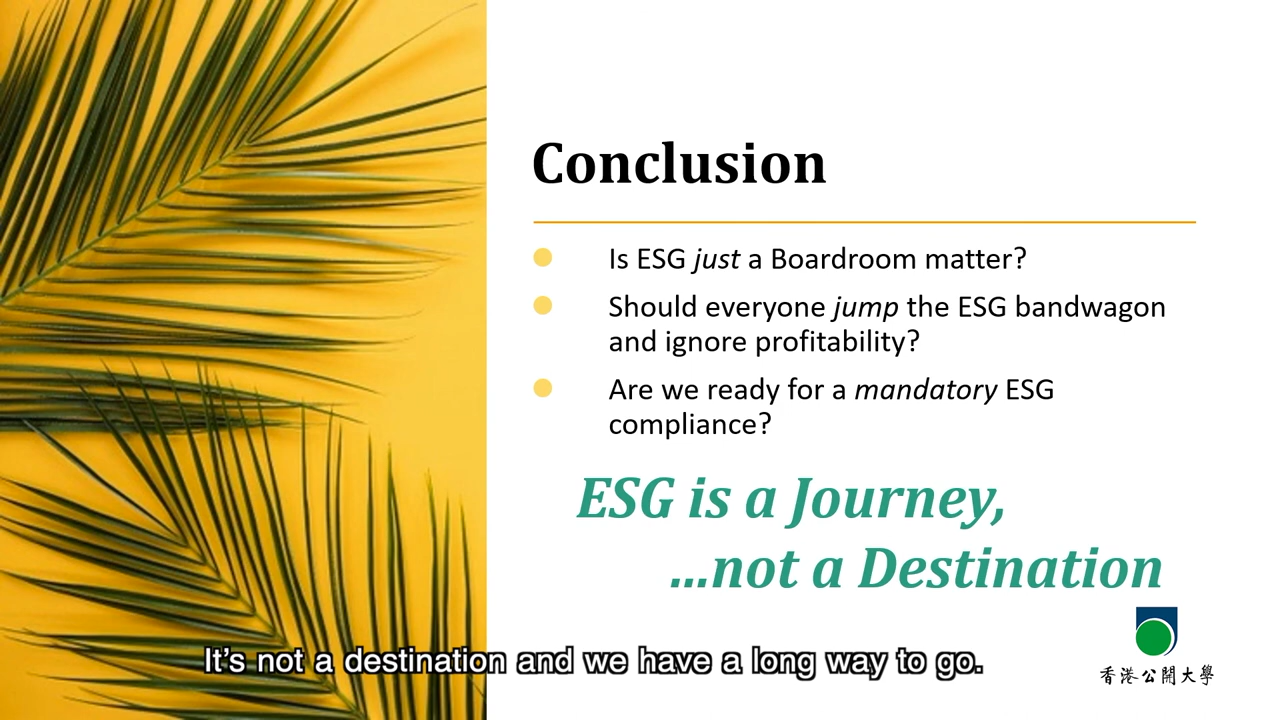 Conclusion
Is ESG just a Boardroom matter?
Should everyone jump the ESG bandwagon
and ignore profitability?
Are we ready for a mandatory ESG
compliance?
ESG is a Journey,
...not a Destination
It's not a destination and we have a long way to go.
香港公開大學